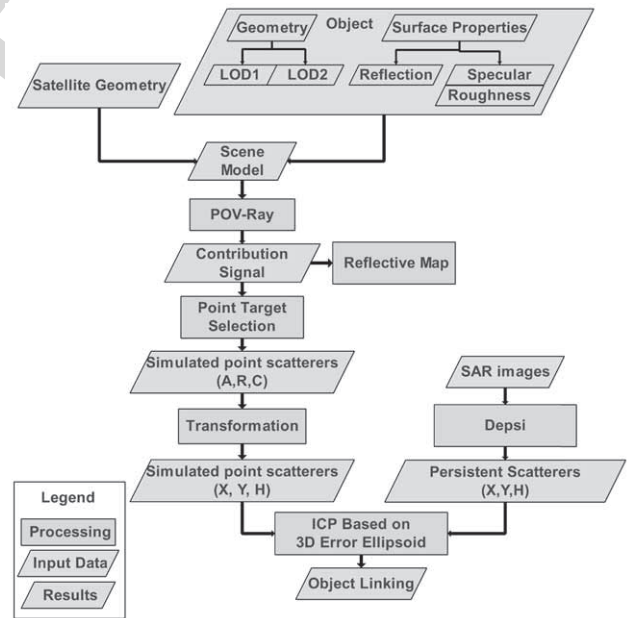 Object
Geometry
Surface Properties
LOD1
LOD2
Reflection
Specular
Roughness
Satellite Geometry
Scene
Model
POV-Ray
Contribution
Signal
Reflective Map
Point Target
Selection
Simulated point scatterers
(A,R,C)
SAR images
Transformation
Depsi
Simulated point scatterers
(X, Y, H)
Persistent Scatterers
(X,Y,H)
ICP Based on
3D Error Ellipsoid
Object Linking
Legend
Processing
Input Data
Results